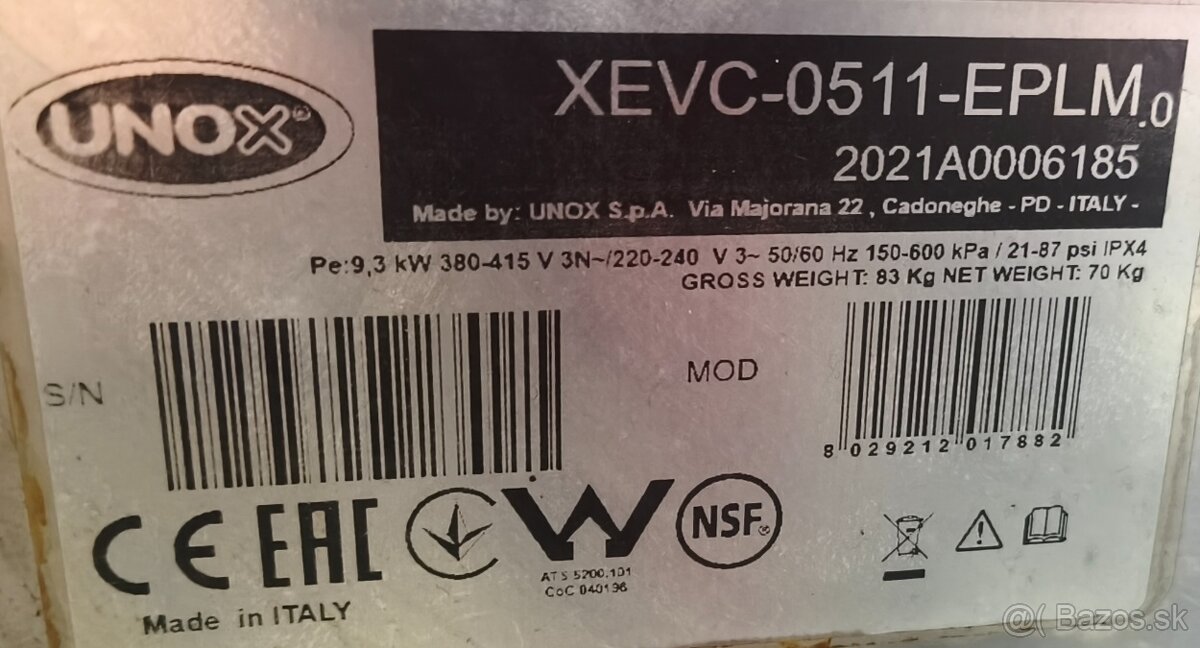 UNOX®
XEVC-0511-EPLM.0
2021A0006185
Made by: UNOX S.p.A. Via Majorana 22 , Cadoneghe - PD - ITALY -
Pe:9,3 kW 380-415 V 3N~/220-240 V 3~ 50/60 Hz 150-600 kPa / 21-87 psi IPX4
GROSS WEIGHT: 83 Kg NET WEIGHT: 70 Kg
S/N
MOD
8 029212 017882
CE EAC W NSF®
ATS 5200.101
CoC 040196
Made in ITALY
@( Bazos.sk